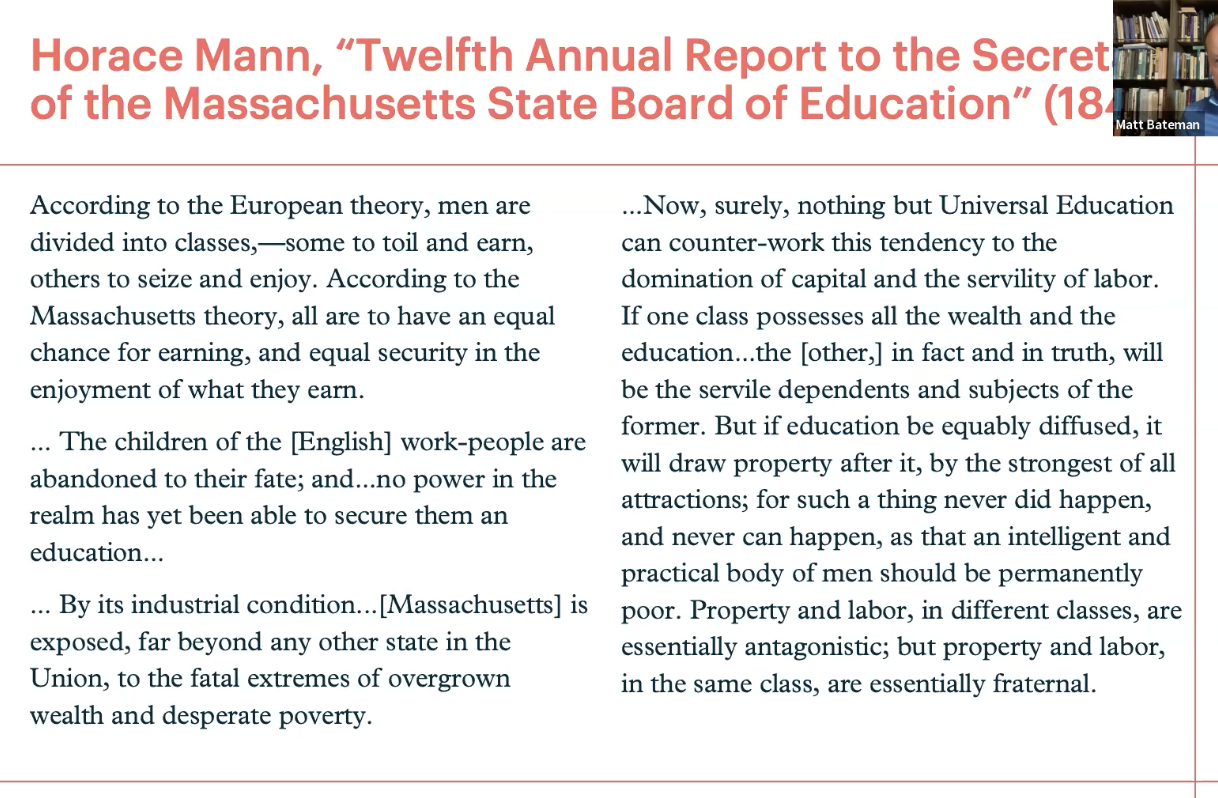 Horace Mann, “Twelfth Annual Report to the
of the Massachusetts State Board of Education”
Matt Bateman
According to the European theory, men are
divided into classes,—some to toil and earn,
others to seize and enjoy. According to the
Massachusetts theory, all are to have an equal
chance for earning, and equal security in the
enjoyment of what they earn.
... The children of the [English] work-people are
abandoned to their fate; and...no power in the
realm has yet been able to secure them an
education...
... By its industrial condition...[Massachusetts] is
exposed, far beyond any other state in the
Union, to the fatal extremes of overgrown
wealth and desperate poverty.
...Now, surely, nothing but Universal Education
can counter-work this tendency to the
domination of capital and the servility of labor.
If one class possesses all the wealth and the
education...the [other,] in fact and in truth, will
be the servile dependents and subjects of the
former. But if education be equably diffused, it
will draw property after it, by the strongest of all
attractions; for such a thing never did happen,
and never can happen, as that an intelligent and
practical body of men should be permanently
poor. Property and labor, in different classes, are
essentially antagonistic; but property and labor,
in the same class, are essentially fraternal.